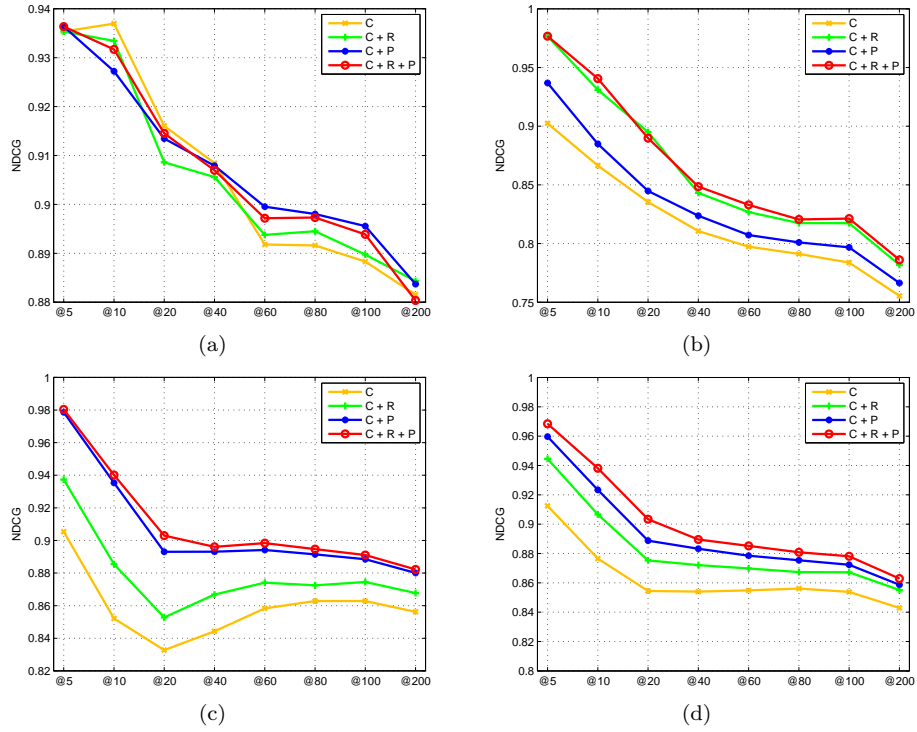 0.94
0.93
0.92
0.91
0.9
0.89
0.88
NDCG
@5 @10 @20 @40 @60 @80 @100 @200
C
C + R
C + P
C + R + P
(a)
1
0.95
0.9
0.85
0.8
0.75
NDCG
@5 @10 @20 @40 @60 @80 @100 @200
C
C + R
C + P
C + R + P
(b)
1
0.98
0.96
0.94
0.92
0.9
0.88
0.86
0.84
0.82
NDCG
@5 @10 @20 @40 @60 @80 @100 @200
C
C + R
C + P
C + R + P
(c)
1
0.98
0.96
0.94
0.92
0.9
0.88
0.86
0.84
0.82
0.8
NDCG
@5 @10 @20 @40 @60 @80 @100 @200
C
C + R
C + P
C + R + P
(d)